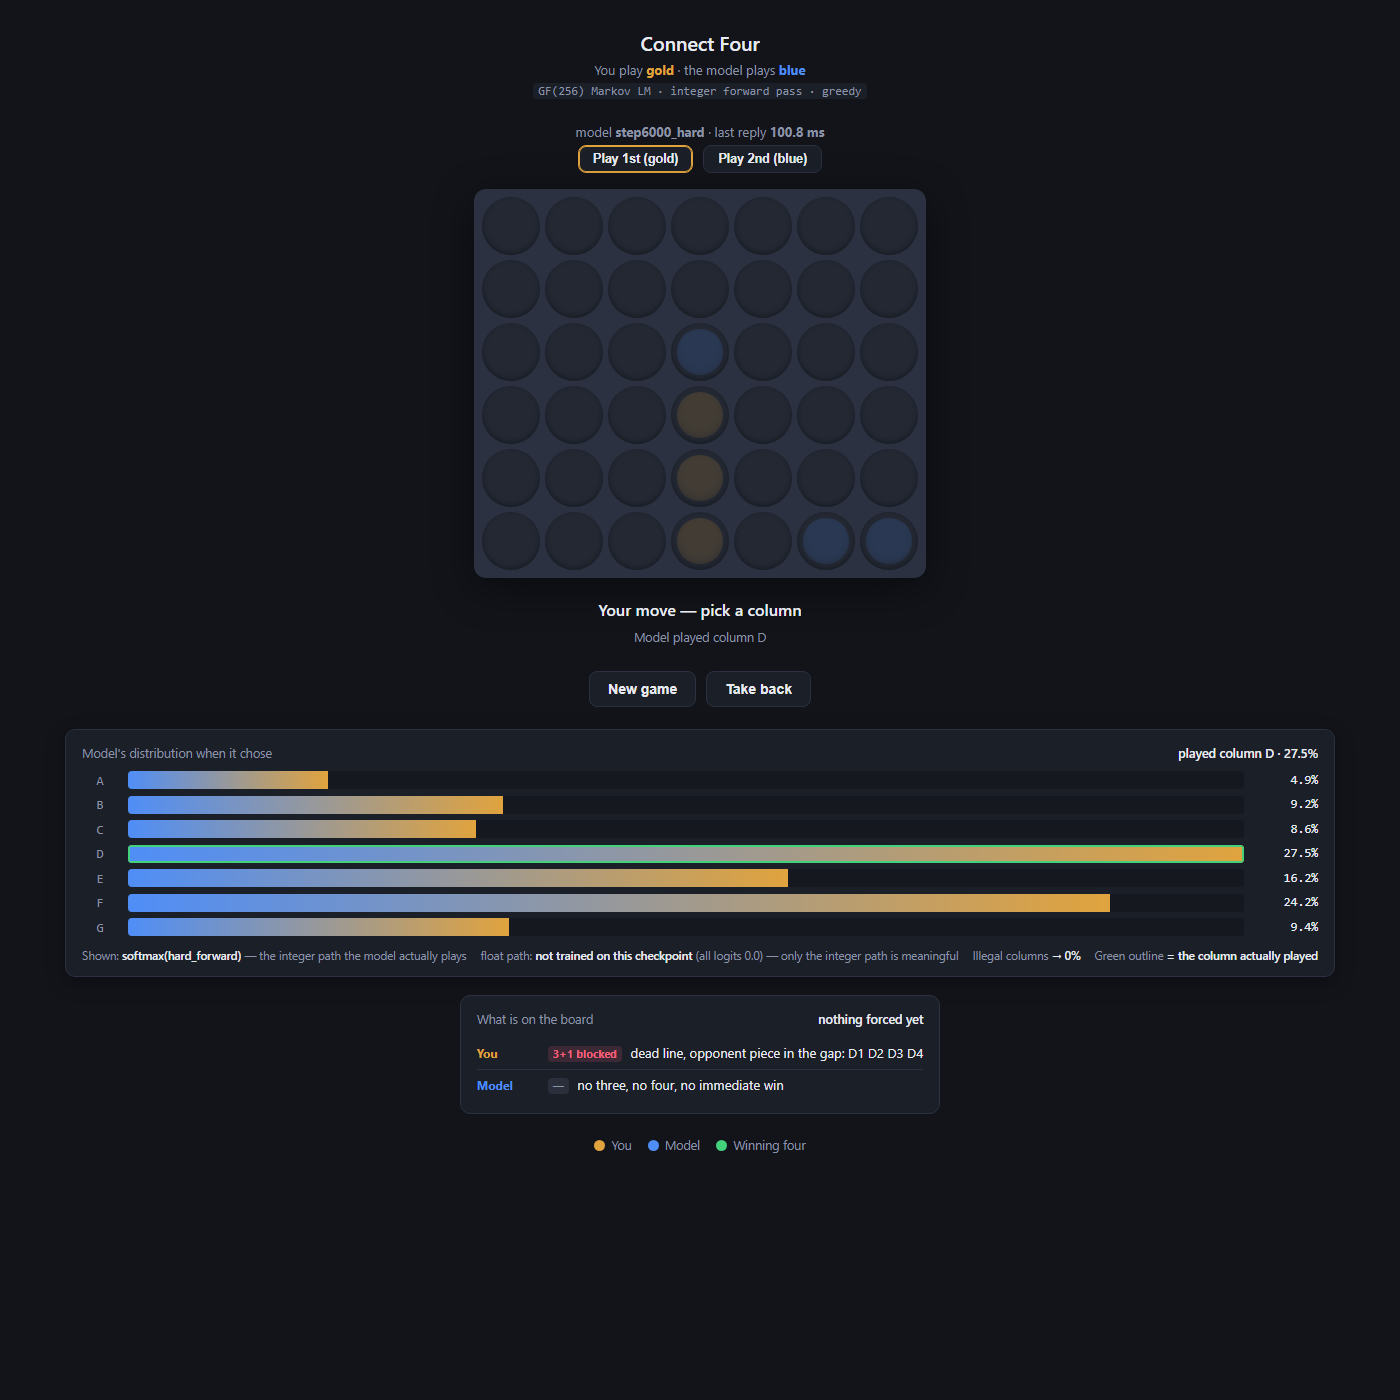 Connect Four
You play gold · the model plays blue
GF(256) Markov LM · integer forward pass · greedy
model step6000_hard · last reply 100.8 ms
Play 1st (gold) Play 2nd (blue)
Your move — pick a column
Model played column D
New game Take back
Model's distribution when it chose played column D · 27.5%
A 4.9%
B 9.2%
C 8.6%
D 27.5%
E 16.2%
F 24.2%
G 9.4%
Shown: softmax(hard_forward) — the integer path the model actually plays float path: not trained on this checkpoint (all logits 0.0) — only the integer path is meaningful Illegal columns → 0% Green outline = the column actually played
What is on the board nothing forced yet
You 3+1 blocked dead line, opponent piece in the gap: D1 D2 D3 D4
Model — no three, no four, no immediate win
You Model Winning four